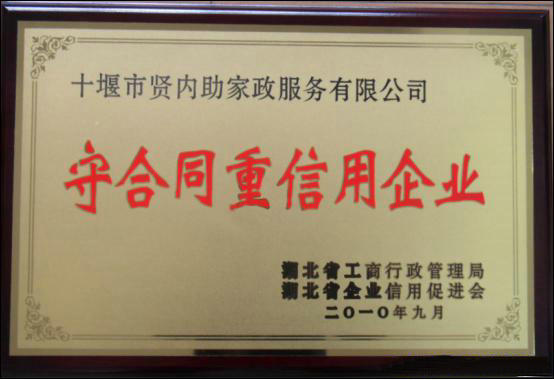 十堰市贤内助家政服务有限公司
守合同重信用企业
湖北省工商行政管理局
湖北省企业信用促进会
二〇一〇年九月